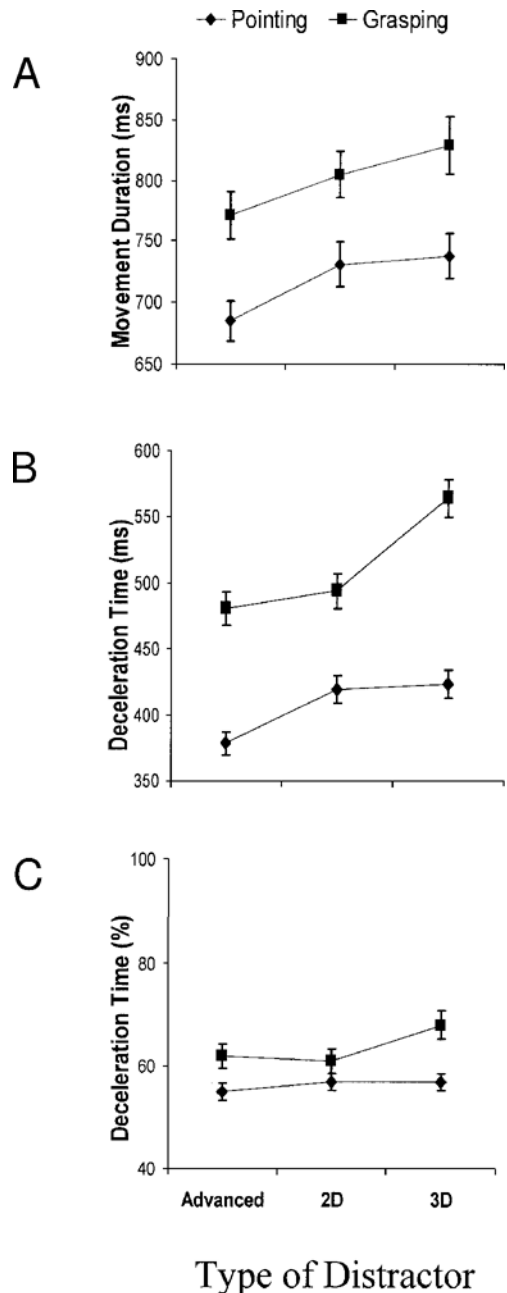 Pointing Grasping
A
900
850
800
750
700
650
Movement Duration (ms)
B
600
550
500
450
400
350
Deceleration Time (ms)
C
100
80
60
40
Deceleration Time (%)
Advanced 2D 3D
Type of Distractor